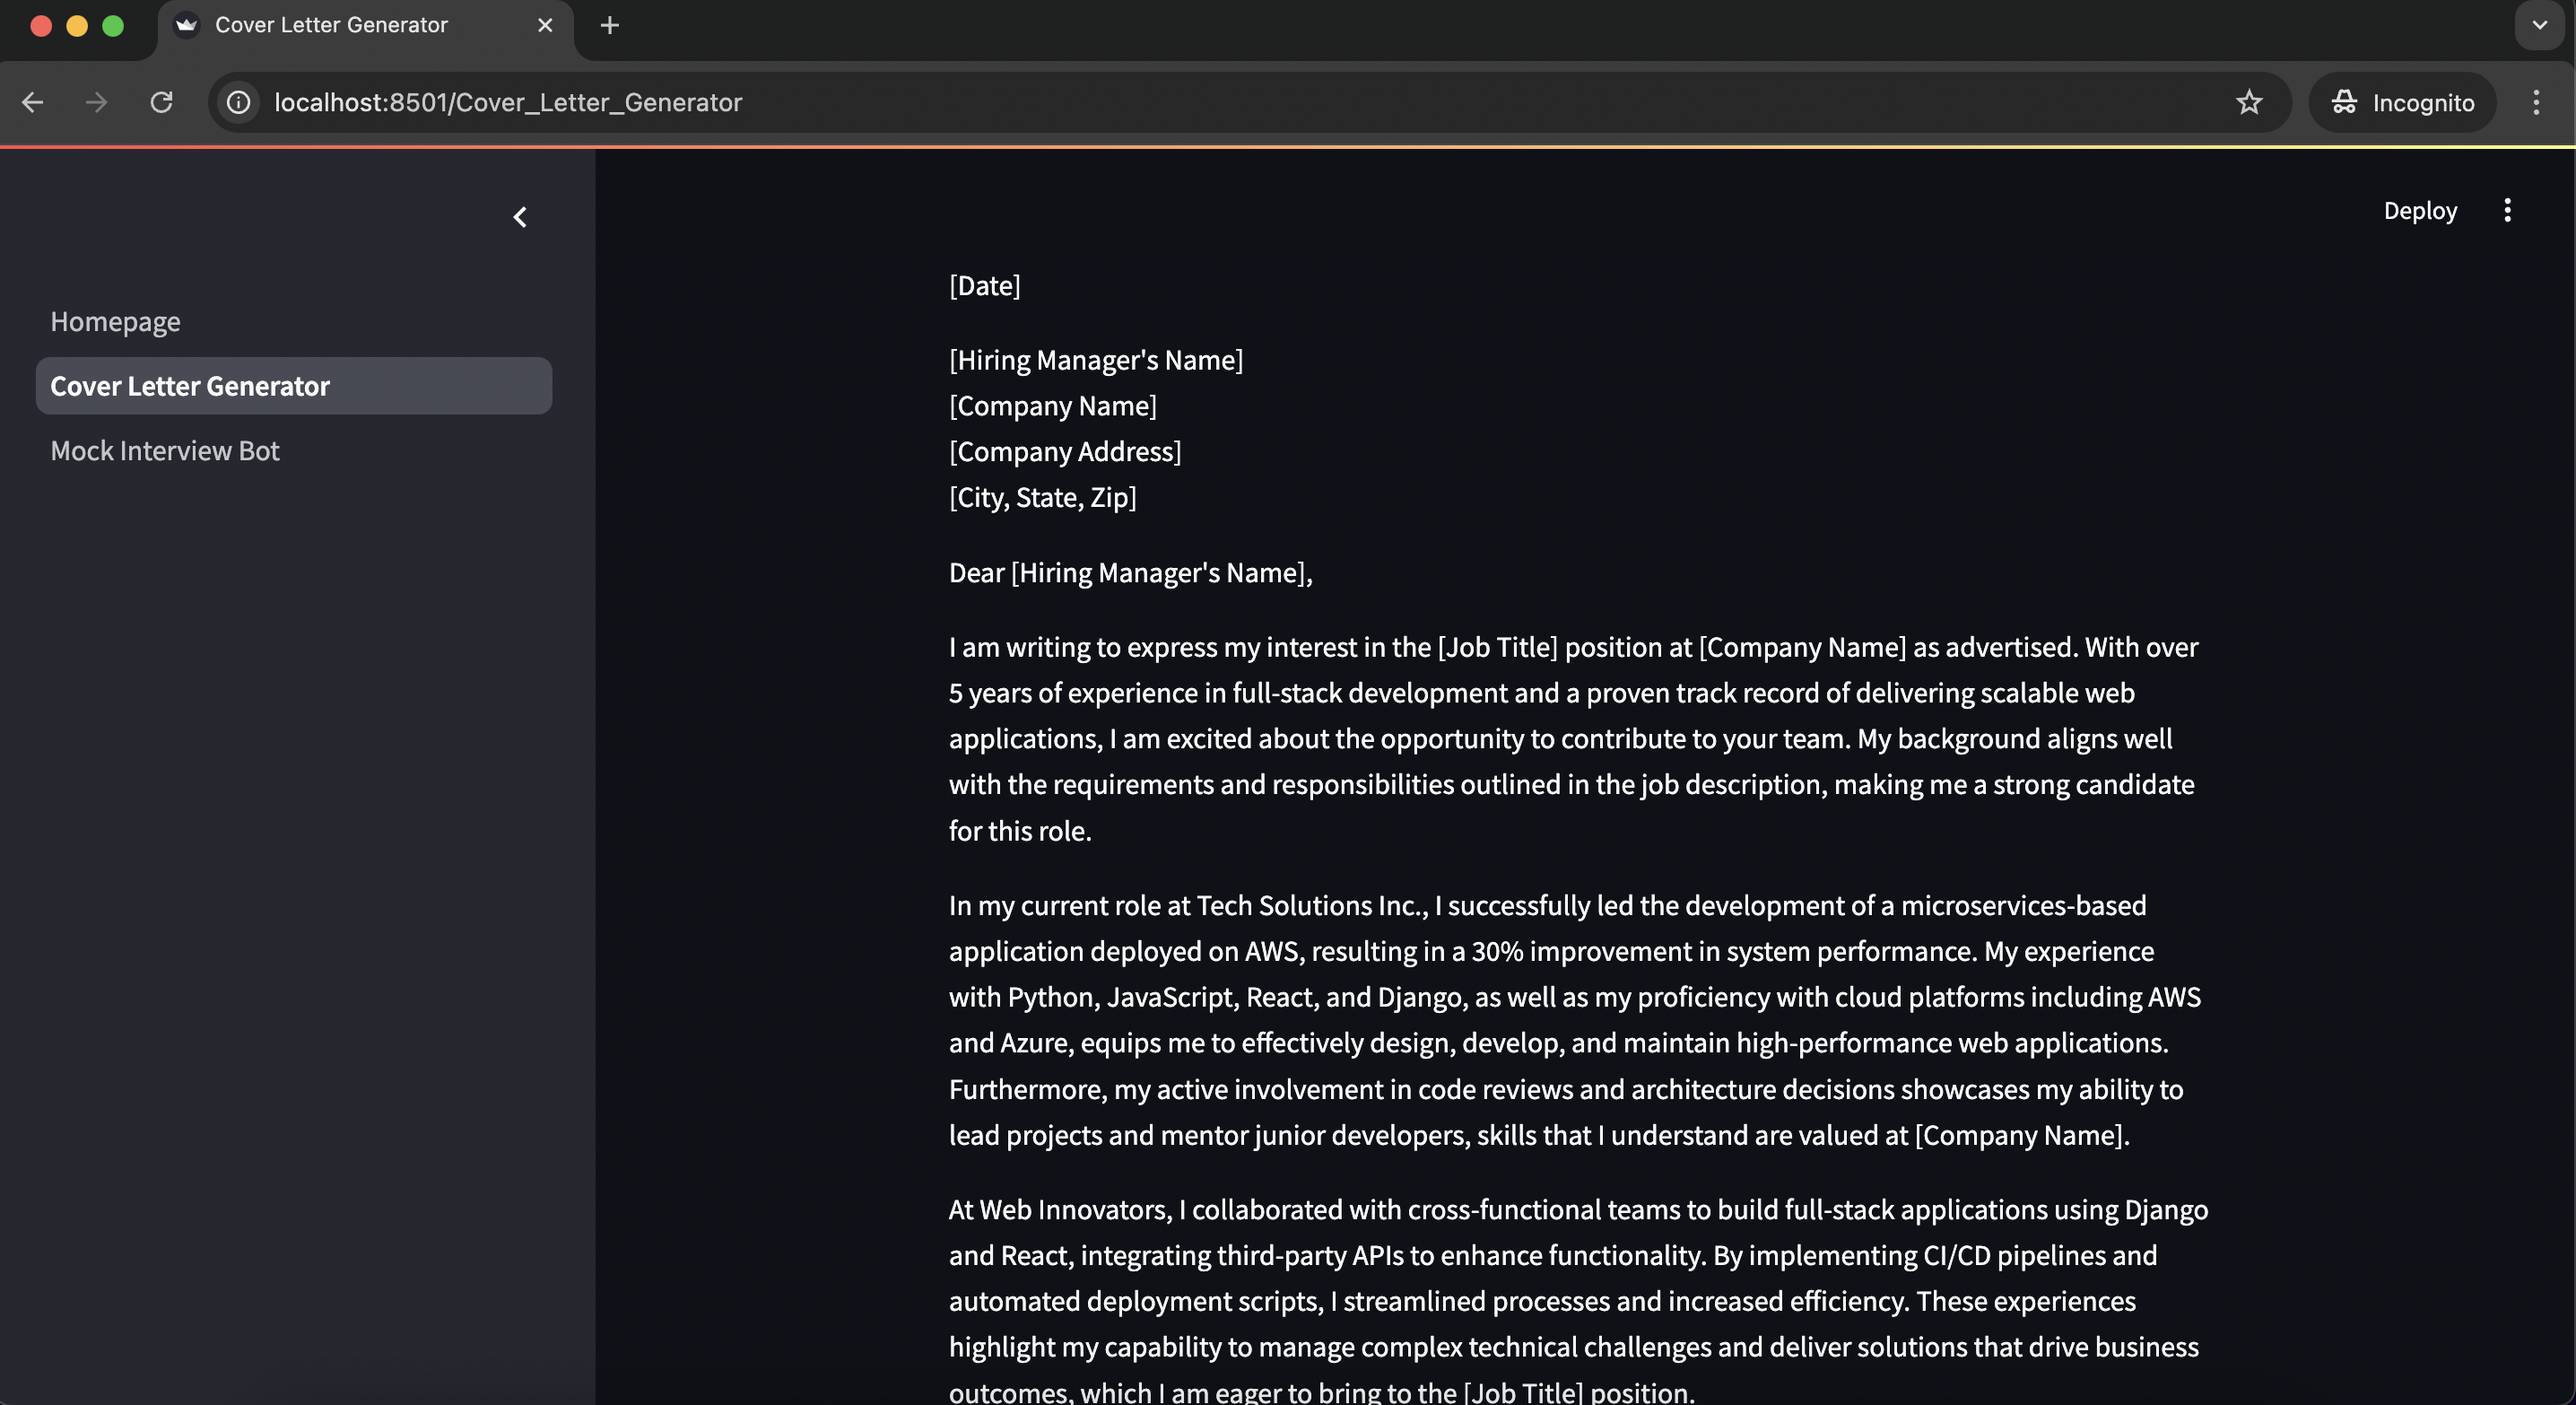 Cover Letter Generator
localhost:8501/Cover_Letter_Generator
Incognito
Deploy
Homepage
Cover Letter Generator
Mock Interview Bot
[Date]
[Hiring Manager's Name]
[Company Name]
[Company Address]
[City, State, Zip]
Dear [Hiring Manager's Name],
I am writing to express my interest in the [Job Title] position at [Company Name] as advertised. With over
5 years of experience in full-stack development and a proven track record of delivering scalable web
applications, I am excited about the opportunity to contribute to your team. My background aligns well
with the requirements and responsibilities outlined in the job description, making me a strong candidate
for this role.
In my current role at Tech Solutions Inc., I successfully led the development of a microservices-based
application deployed on AWS, resulting in a 30% improvement in system performance. My experience
with Python, JavaScript, React, and Django, as well as my proficiency with cloud platforms including AWS
and Azure, equips me to effectively design, develop, and maintain high-performance web applications.
Furthermore, my active involvement in code reviews and architecture decisions showcases my ability to
lead projects and mentor junior developers, skills that I understand are valued at [Company Name].
At Web Innovators, I collaborated with cross-functional teams to build full-stack applications using Django
and React, integrating third-party APIs to enhance functionality. By implementing CI/CD pipelines and
automated deployment scripts, I streamlined processes and increased efficiency. These experiences
highlight my capability to manage complex technical challenges and deliver solutions that drive business
outcomes, which I am eager to bring to the [Job Title] position.